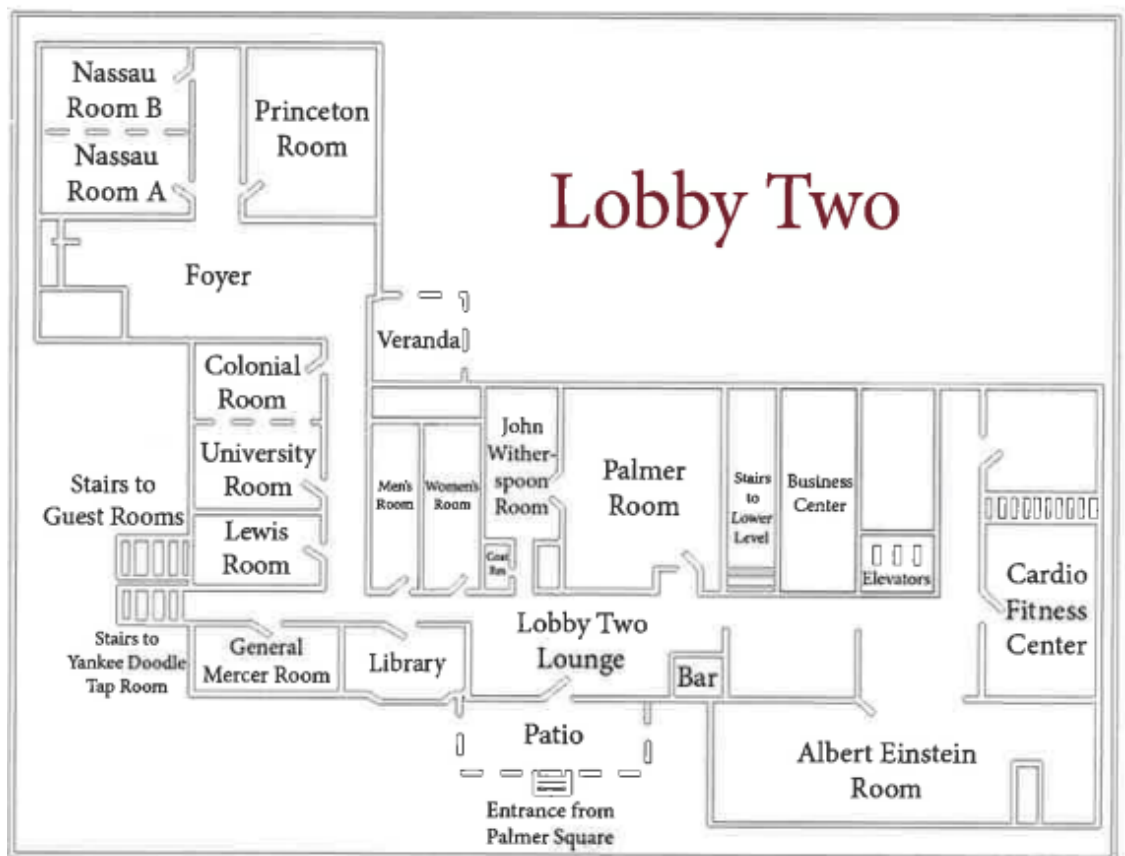 Nassau
Room B
Nassau
Room A
Princeton
Room
Lobby Two
Foyer
Veranda
Colonial
Room
University
Room
Lewis
Room
Stairs to
Guest Rooms
Stairs to
Yankee Doodle
Tap Room
Men's
Room
Women's
Room
John
Wither-
spoon
Room
Coat
Rm
Palmer
Room
Stairs
to
Lower
Level
Business
Center
Elevators
Cardio
Fitness
Center
General
Mercer Room
Library
Lobby Two
Lounge
Bar
Patio
Entrance from
Palmer Square
Albert Einstein
Room